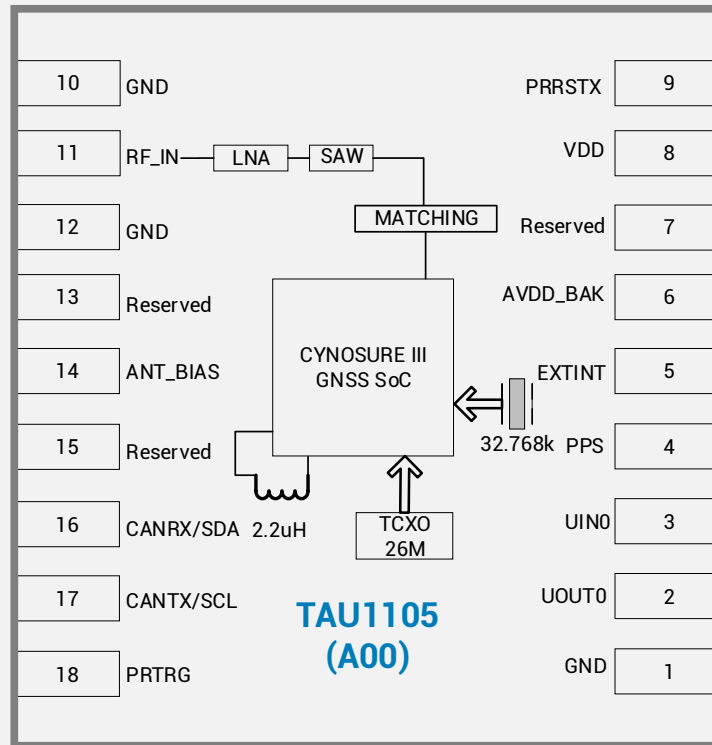 10 GND
PRRSTX 9
11 RF_IN LNA SAW
VDD 8
MATCHING
12 GND
Reserved 7
13 Reserved
AVDD_BAK 6
CYNOSURE III
GNSS SoC
14 ANT_BIAS
EXTINT 5
32.768k
15 Reserved
PPS 4
16 CANRX/SDA
2.2uH
TCXO
26M
UIN0 3
17 CANTX/SCL
UOUT0 2
TAU1105
(A00)
18 PRTRG
GND 1